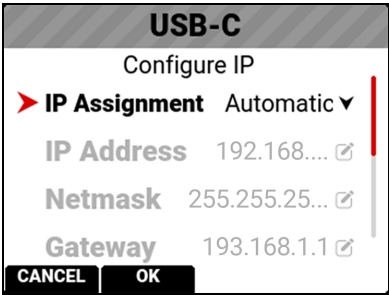 USB-C
Configure IP
IP Assignment Automatic
IP Address 192.168....
Netmask 255.255.25...
Gateway 193.168.1.1
CANCEL OK